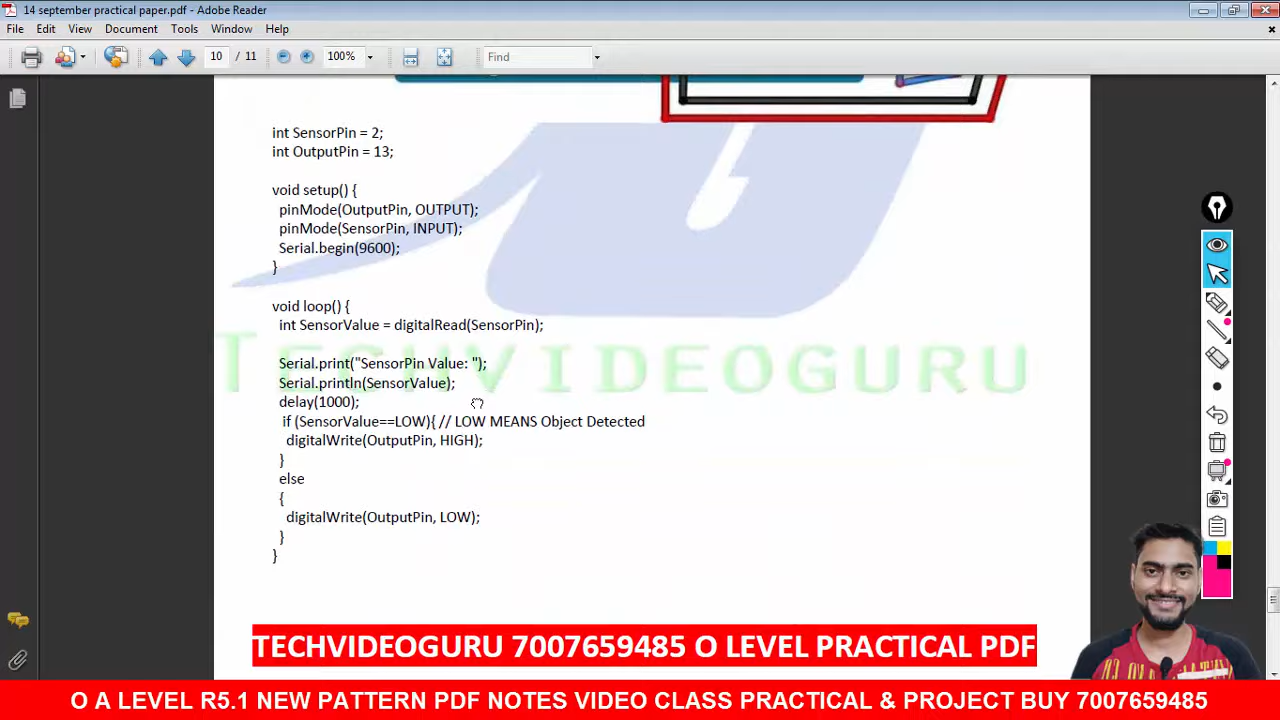 14 september practical paper.pdf - Adobe Reader
File Edit View Document Tools Window Help
10 / 11 100% Find
int SensorPin = 2;
int OutputPin = 13;
void setup() {
pinMode(OutputPin, OUTPUT);
pinMode(SensorPin, INPUT);
Serial.begin(9600);
}
void loop() {
int SensorValue = digitalRead(SensorPin);
Serial.print("SensorPin Value: ");
Serial.println(SensorValue);
delay(1000);
if (SensorValue==LOW){ // LOW MEANS Object Detected
digitalWrite(OutputPin, HIGH);
}
else
{
digitalWrite(OutputPin, LOW);
}
}
TECHVIDEOGURU
TECHVIDEOGURU 7007659485 O LEVEL PRACTICAL PDF
O A LEVEL R5.1 NEW PATTERN PDF NOTES VIDEO CLASS PRACTICAL & PROJECT BUY 7007659485